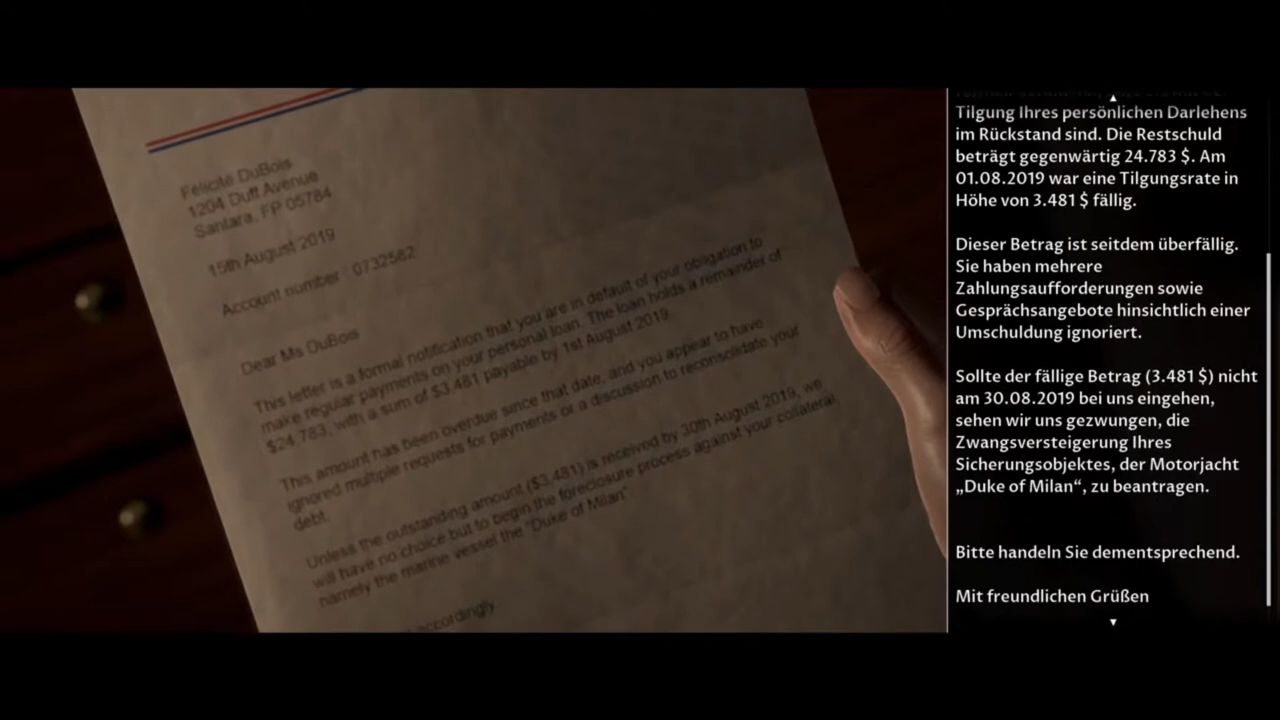 Felicité DuBois
1204 Duff Avenue
Santara, FP 05784
15th August 2019
Account number : 0732582
Dear Ms DuBois
This letter is a formal notification that you are in default of your obligation to
make regular payments on your personal loan. The loan holds a remainder of
$24 783, with a sum of $3.481 payable by 1st August 2019.
This amount has been overdue since that date, and you appear to have
ignored multiple requests for payments or a discussion to reconsolidate your
debt.
Unless the outstanding amount ($3,481) is received by 30th August 2019, we
will have no choice but to begin the foreclosure process against your collateral
namely the marine vessel the "Duke of Milan"
accordingly
Tilgung Ihres persönlichen Darlehens
im Rückstand sind. Die Restschuld
beträgt gegenwärtig 24.783 $. Am
01.08.2019 war eine Tilgungsrate in
Höhe von 3.481 $ fällig.
Dieser Betrag ist seitdem überfällig.
Sie haben mehrere
Zahlungsaufforderungen sowie
Gesprächsangebote hinsichtlich einer
Umschuldung ignoriert.
Sollte der fällige Betrag (3.481 $) nicht
am 30.08.2019 bei uns eingehen,
sehen wir uns gezwungen, die
Zwangsversteigerung Ihres
Sicherungsobjektes, der Motorjacht
„Duke of Milan“, zu beantragen.
Bitte handeln Sie dementsprechend.
Mit freundlichen Grüßen